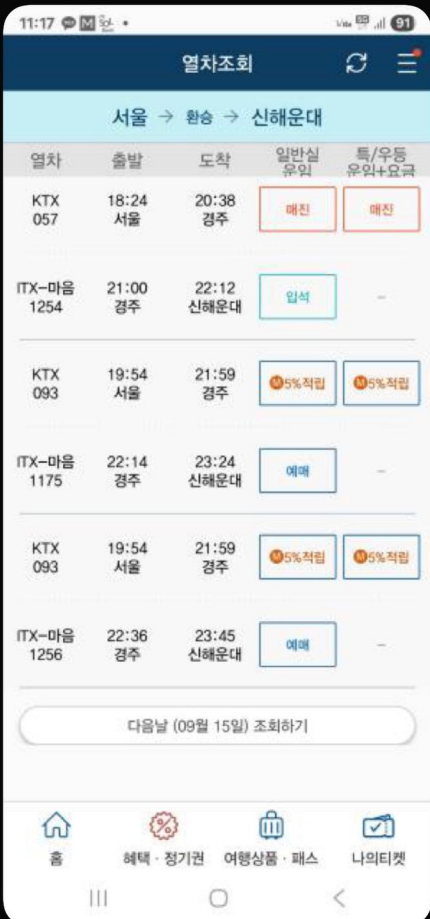 11:17
91
열차조회
서울 → 환승 → 신해운대
열차 출발 도착 일반실 운임 특/우등 운임+요금
KTX 18:24 20:38 매진 매진
057 서울 경주
ITX-마음 21:00 22:12 입석 -
1254 경주 신해운대
KTX 19:54 21:59 M5%적립 M5%적립
093 서울 경주
ITX-마음 22:14 23:24 예매 -
1175 경주 신해운대
KTX 19:54 21:59 M5%적립 M5%적립
093 서울 경주
ITX-마음 22:36 23:45 예매 -
1256 경주 신해운대
다음날 (09월 15일) 조회하기
홈 혜택 · 정기권 여행상품 · 패스 나의티켓